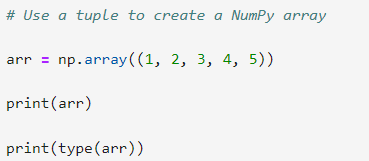 # Use a tuple to create a NumPy array
arr = np.array((1, 2, 3, 4, 5))
print(arr)
print(type(arr))